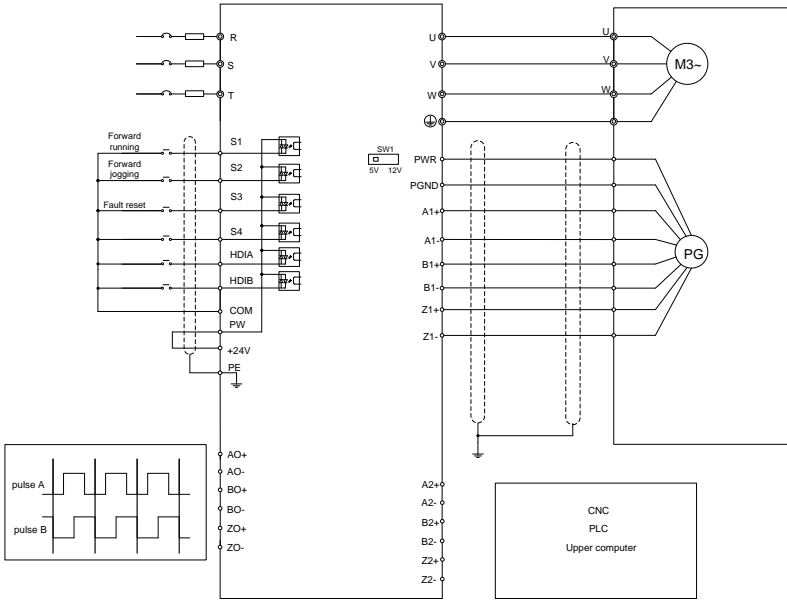 R
S
T
Forward running
Forward jogging
Fault reset
S1
S2
S3
S4
HDIA
HDIB
COM
PW
+24V
PE
SW1
5V 12V
U
V
W
PWR
PGND
A1+
A1-
B1+
B1-
Z1+
Z1-
U
V
W
M3~
PG
pulse A
pulse B
AO+
AO-
BO+
BO-
ZO+
ZO-
A2+
A2-
B2+
B2-
Z2+
Z2-
CNC
PLC
Upper computer